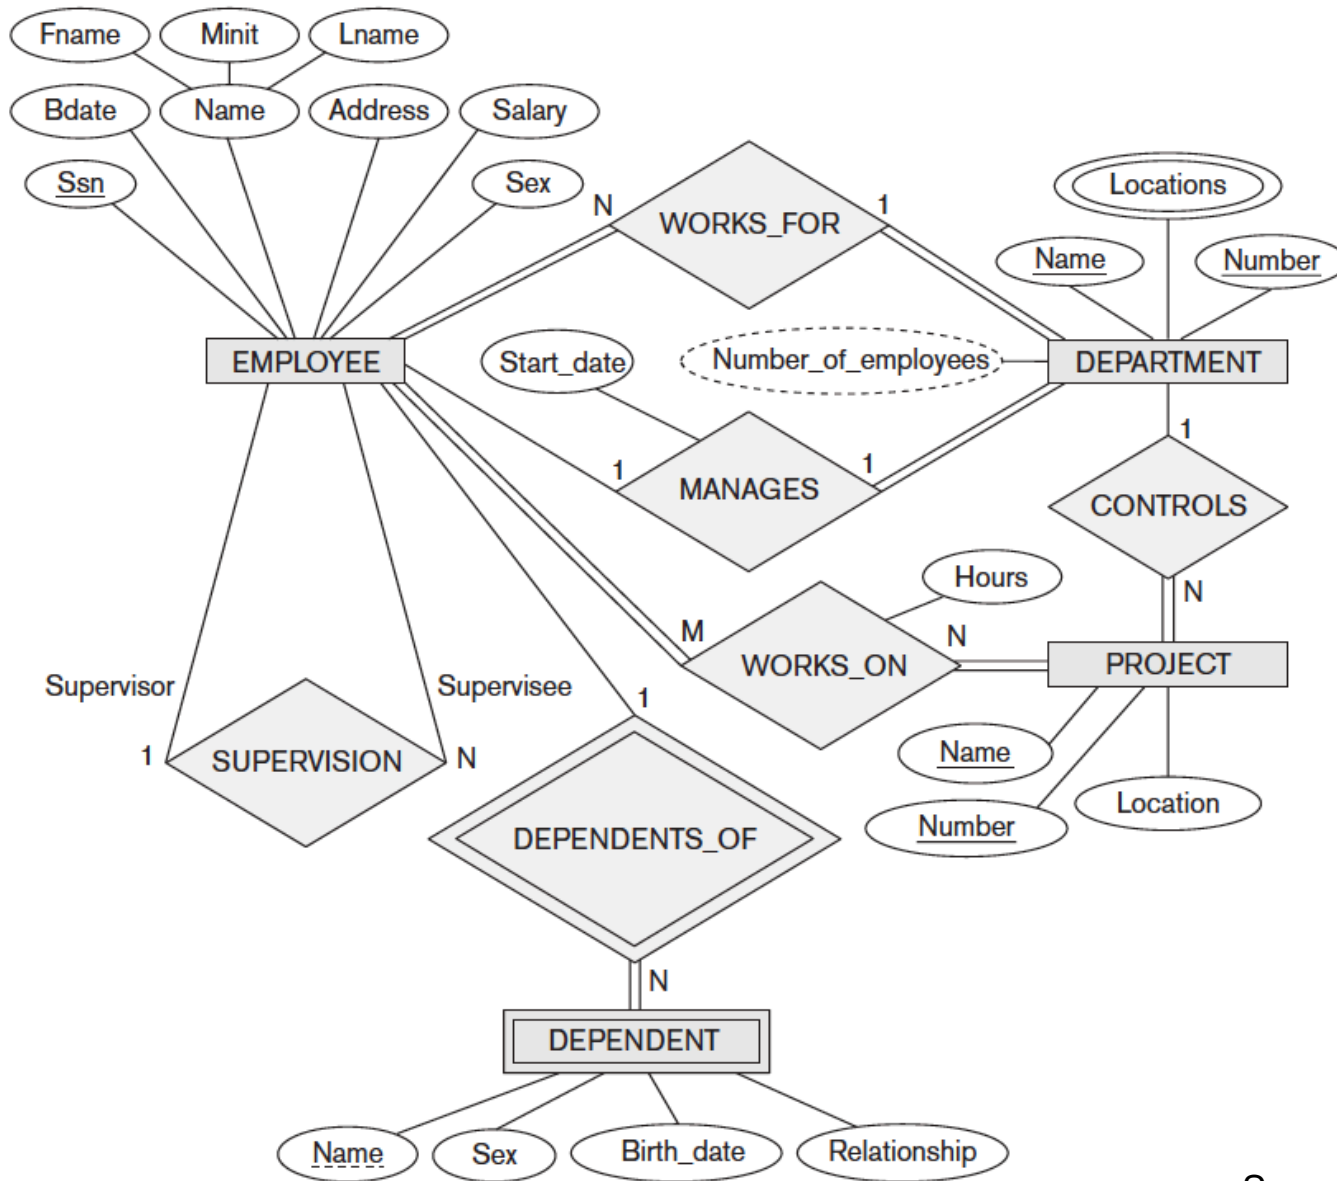 Fname Minit Lname
Bdate Name Address Salary
Ssn Sex
N WORKS_FOR 1
Locations
Name Number
EMPLOYEE Start_date Number_of_employees DEPARTMENT
1 MANAGES 1
1
CONTROLS
N
Hours
M WORKS_ON N
PROJECT
Supervisor Supervisee
1 SUPERVISION N
1
Name
Number
Location
DEPENDENTS_OF
N
DEPENDENT
Name Sex Birth_date Relationship